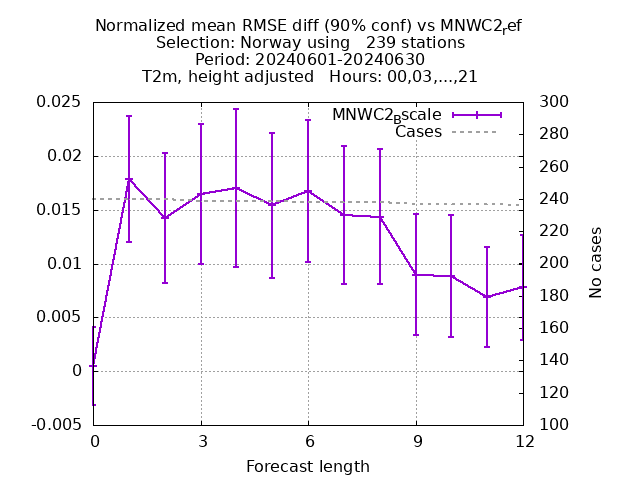 Normalized mean RMSE diff (90% conf) vs MNWC2_ref
Selection: Norway using 239 stations
Period: 20240601-20240630
T2m, height adjusted Hours: 00,03,...,21
MNWC2_Bscale
Cases
0.025
0.02
0.015
0.01
0.005
0
-0.005
300
280
260
240
220
200
180
160
140
120
100
No cases
0 3 6 9 12
Forecast length